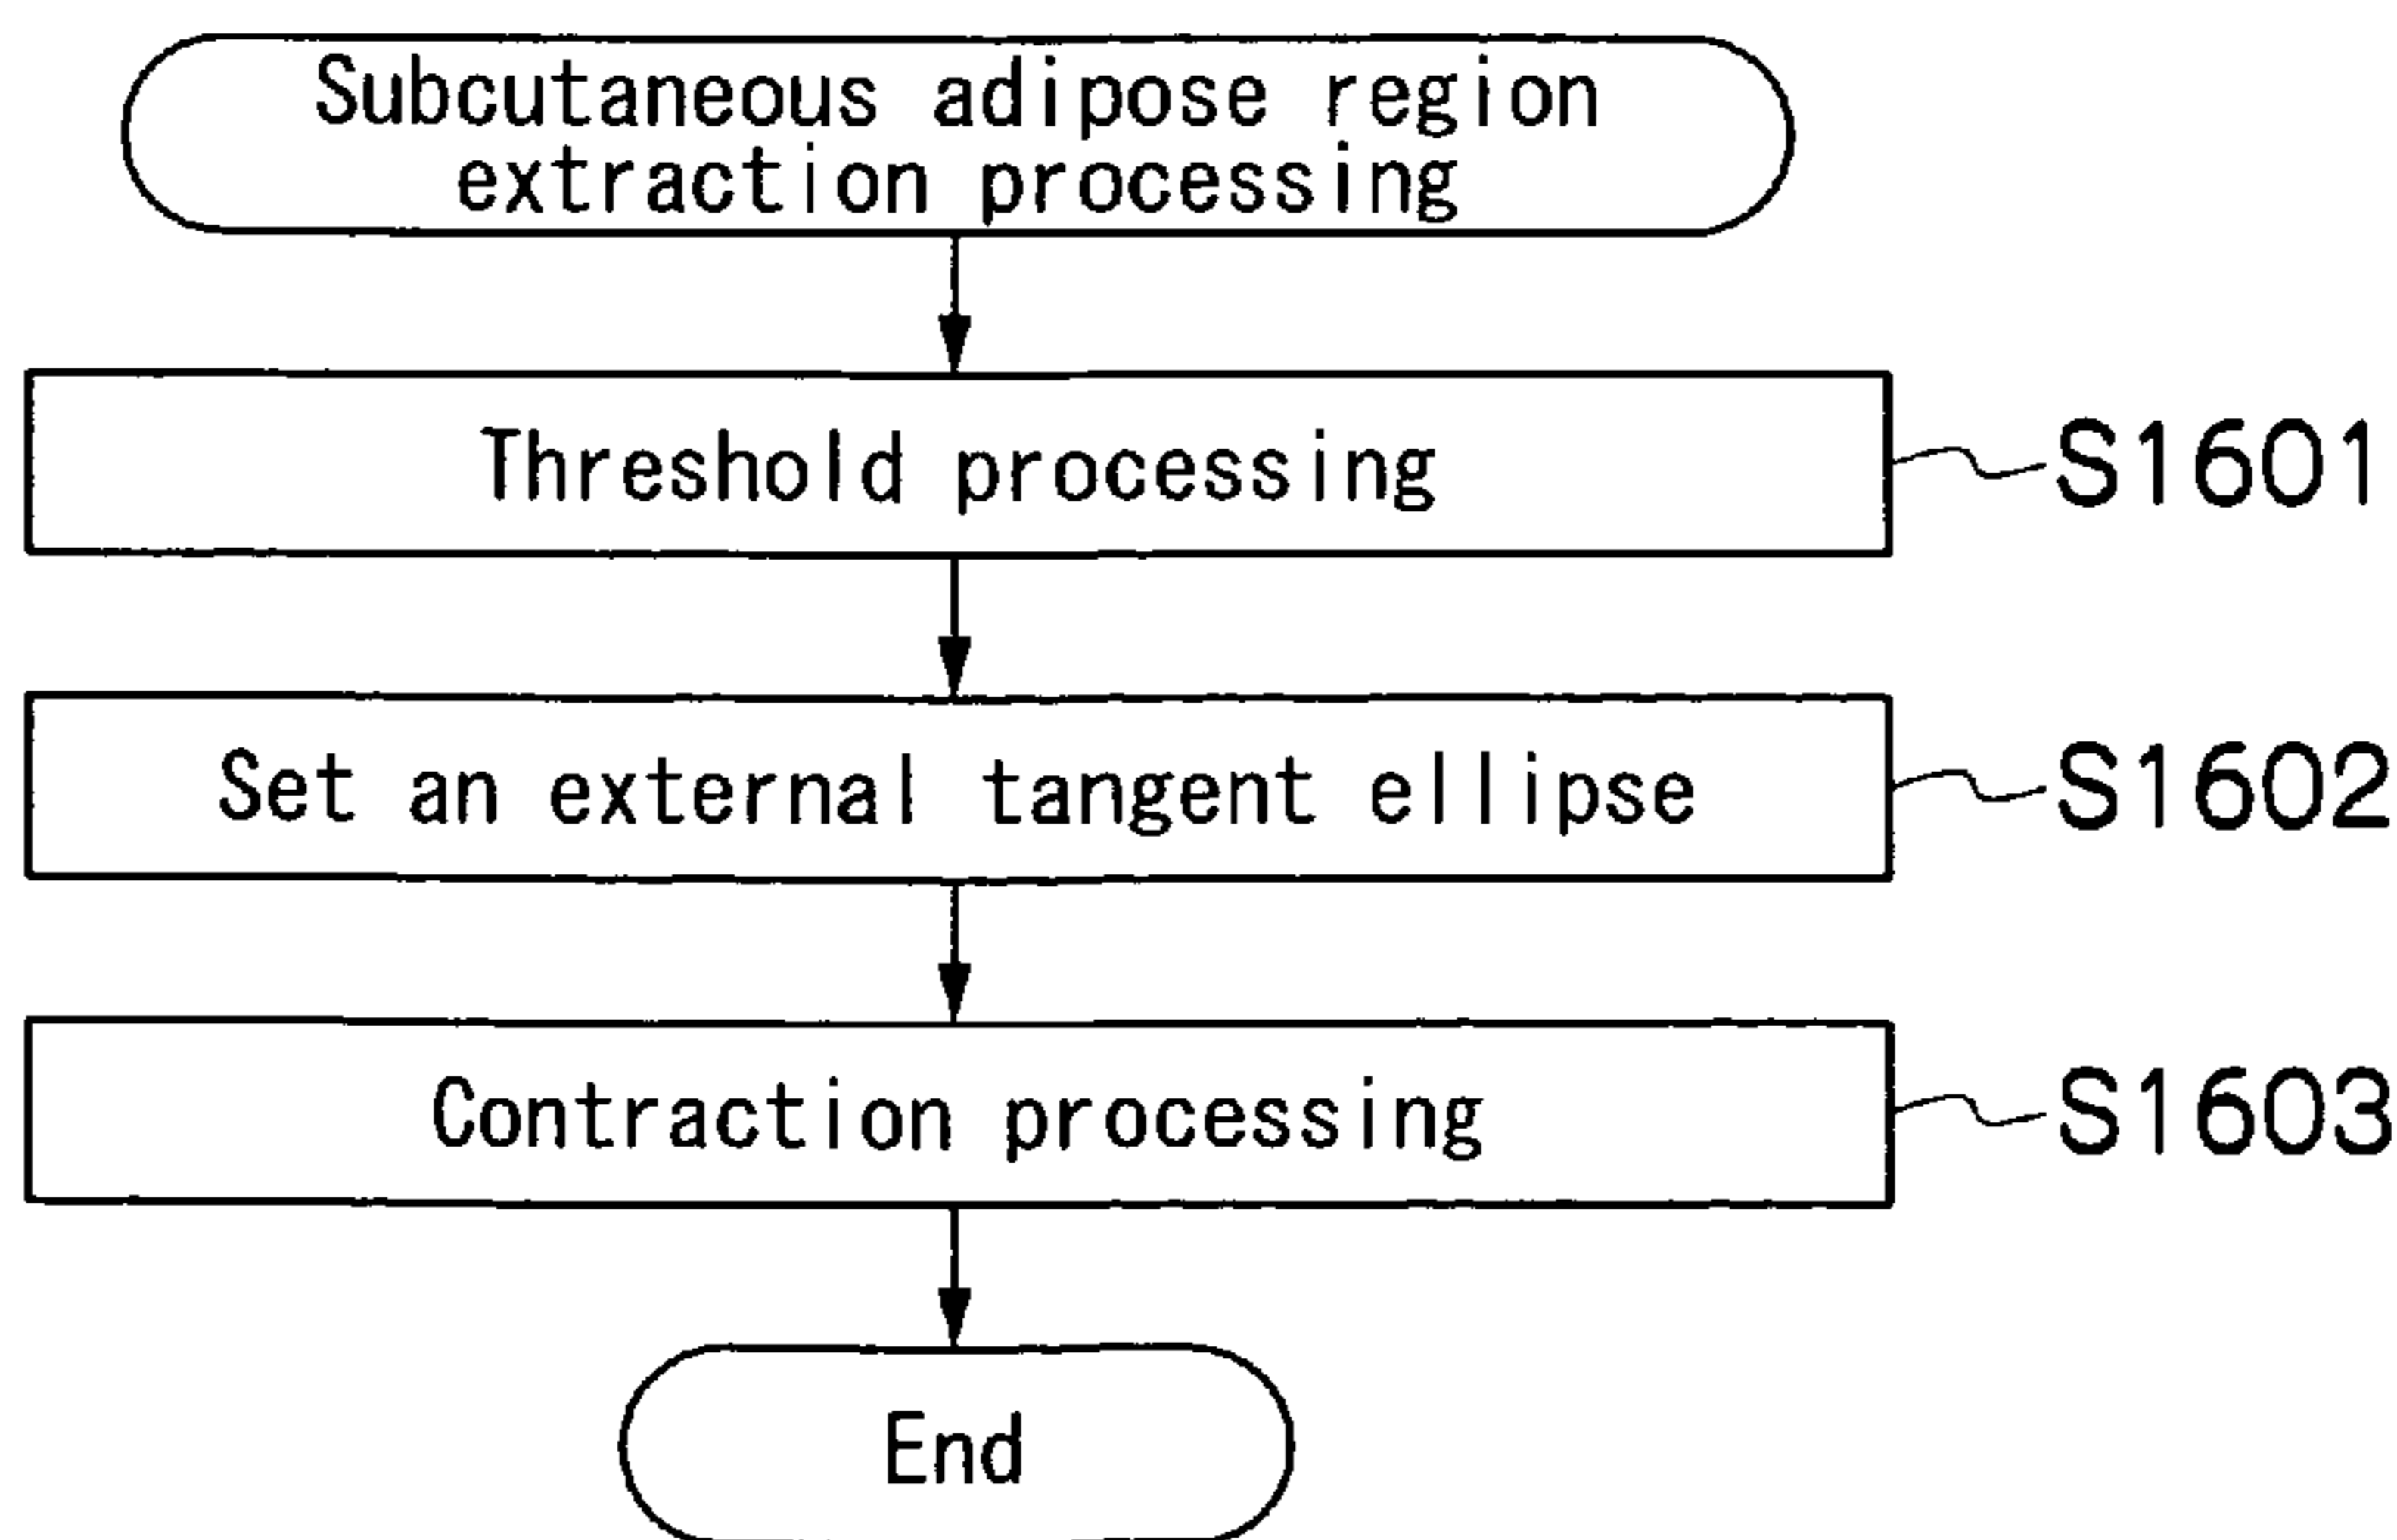 Subcutaneous adipose region
extraction processing
Threshold processing
S1601
Set an external tangent ellipse
S1602
Contraction processing
S1603
End